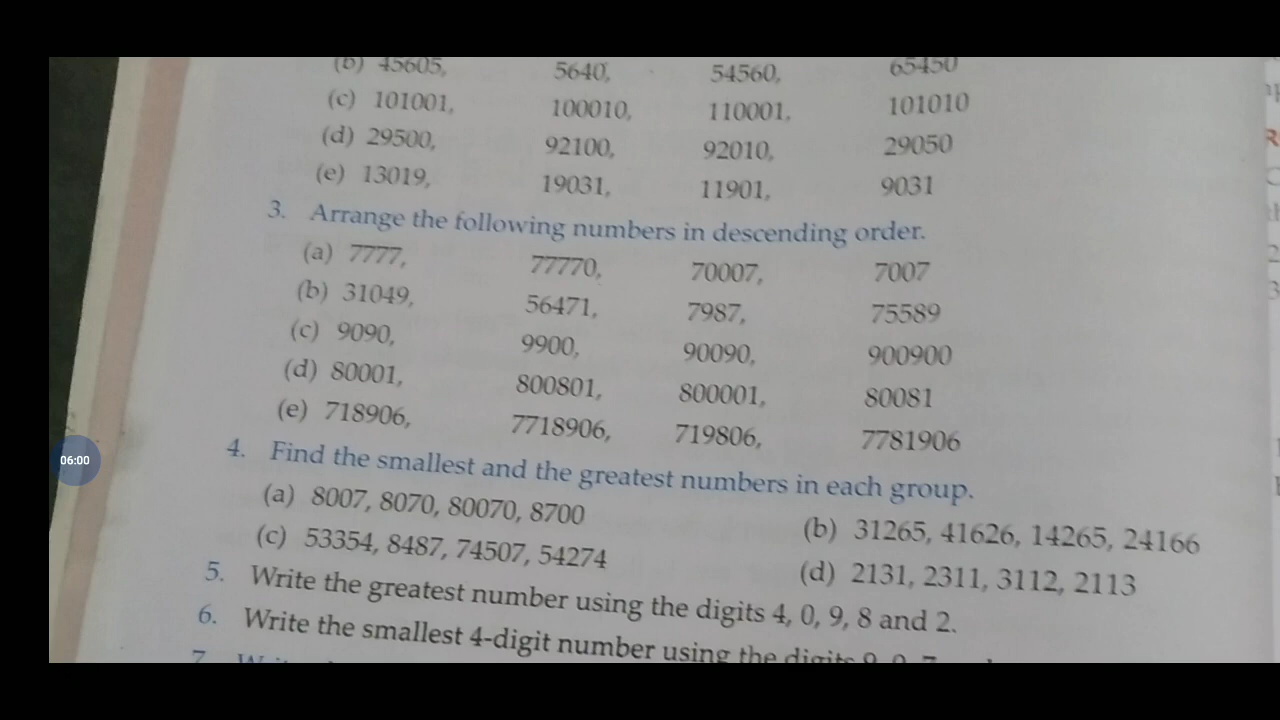 (b) 45605, 5640, 54560, 65450
(c) 101001, 100010, 110001, 101010
(d) 29500, 92100, 92010, 29050
(e) 13019, 19031, 11901, 9031
3. Arrange the following numbers in descending order.
(a) 7777, 77770, 70007, 7007
(b) 31049, 56471, 7987, 75589
(c) 9090, 9900, 90090, 900900
(d) 80001, 800801, 800001, 80081
(e) 718906, 7718906, 719806, 7781906
06:00
4. Find the smallest and the greatest numbers in each group.
(a) 8007, 8070, 80070, 8700 (b) 31265, 41626, 14265, 24166
(c) 53354, 8487, 74507, 54274 (d) 2131, 2311, 3112, 2113
5. Write the greatest number using the digits 4, 0, 9, 8 and 2.
6. Write the smallest 4-digit number using the digits 9, 0, 7
7. Write